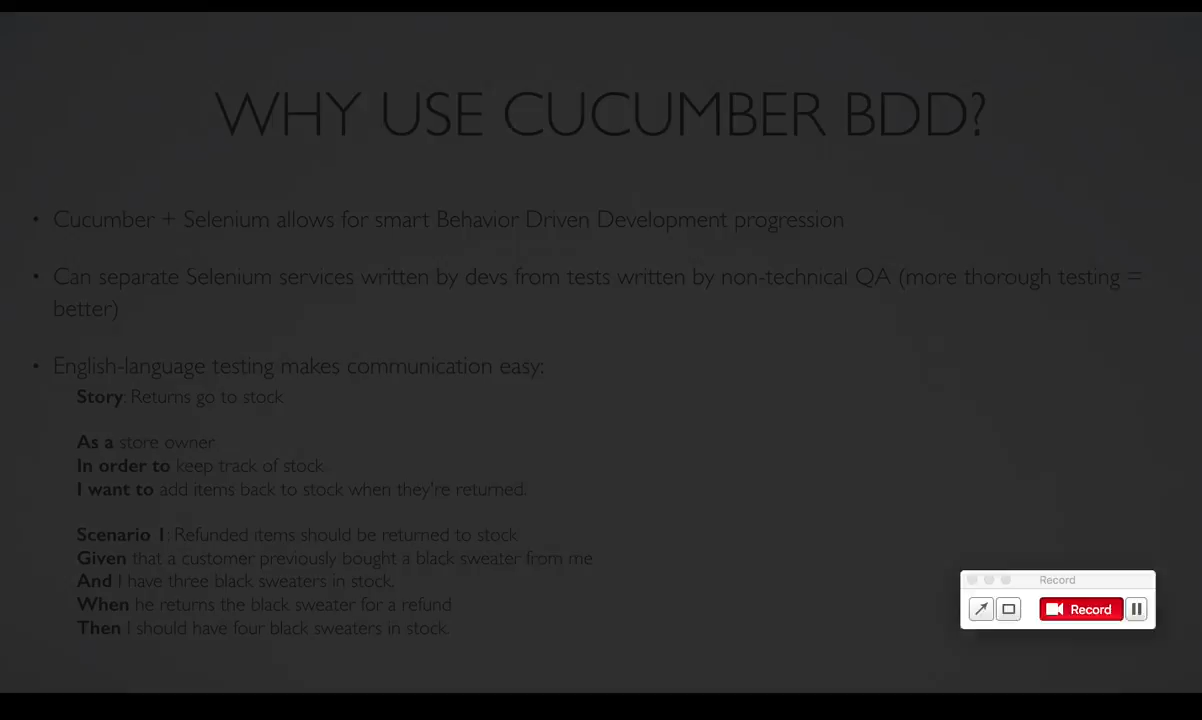 WHY USE CUCUMBER BDD?
• Cucumber + Selenium allows for smart Behavior Driven Development progression
• Can separate Selenium services written by devs from tests written by non-technical QA (more thorough testing =
better)
• English-language testing makes communication easy:
Story: Returns go to stock
As a store owner
In order to keep track of stock
I want to add items back to stock when they're returned.
Scenario 1: Refunded items should be returned to stock
Given that a customer previously bought a black sweater from me
And I have three black sweaters in stock.
When he returns the black sweater for a refund
Then I should have four black sweaters in stock.
Record
Record